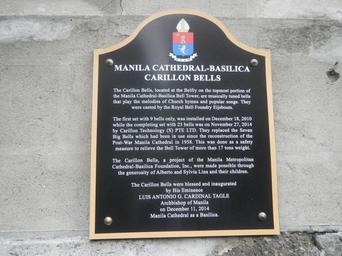 MANILA CATHEDRAL-BASILICA
CARILLON BELLS
The Carillon Bells, located at the Belfry on the topmost portion of
the Manila Cathedral-Basilica Bell Tower, are musically tuned bells
that play the melodies of Church hymns and popular songs. They
were casted by the Royal Bell Foundry Eijsbouts.
The first set with 9 bells only, was installed on December 18, 2010
while the completing set with 23 bells was on November 27, 2014
by Carillon Technology (S) PTE LTD. They replaced the Seven
Big Bells which had been in use since the reconstruction of the
Post-War Manila Cathedral in 1958. This was done as a safety
measure to relieve the Bell Tower of more than 17 tons weight.
The Carillon Bells, a project of the Manila Metropolitan
Cathedral-Basilica Foundation, Inc., were made possible through
the generosity of Alberto and Sylvia Lina and their children.
The Carillon Bells were blessed and inaugurated
by His Eminence
LUIS ANTONIO G. CARDINAL TAGLE
Archbishop of Manila
on December 11, 2014
Manila Cathedral as a Basilica.